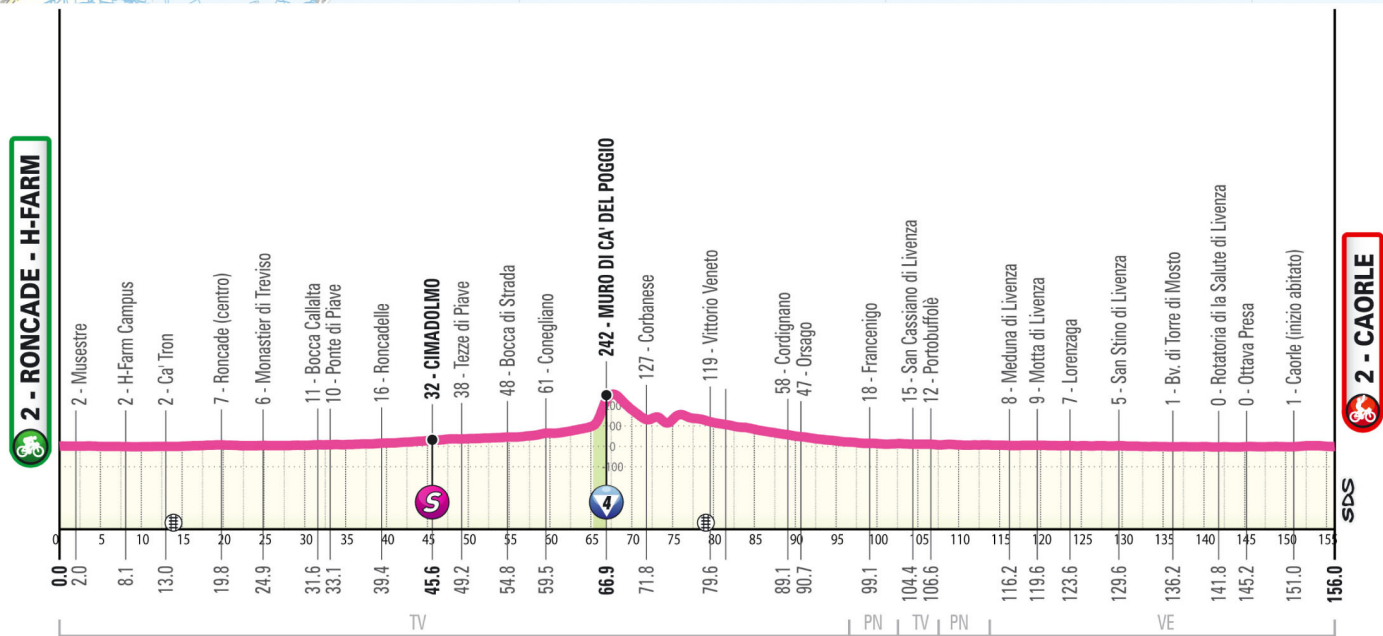 2 - RONCADE - H-FARM
2 - Musestre
2 - H-Farm Campus
2 - Ca' Tron
7 - Roncade (centro)
6 - Monastier di Treviso
11 - Bocca Callalta
10 - Ponte di Piave
16 - Roncadelle
32 - CIMADOLMO
38 - Tezze di Piave
48 - Bocca di Strada
61 - Conegliano
242 - MURO DI CA' DEL POGGIO
127 - Corbanese
119 - Vittorio Veneto
58 - Cordignano
47 - Orsago
18 - Francenigo
15 - San Cassiano di Livenza
12 - Portobuffolè
8 - Meduna di Livenza
9 - Motta di Livenza
7 - Lorenzaga
5 - San Stino di Livenza
1 - Bv. di Torre di Mosto
0 - Rotatoria di la Salute di Livenza
0 - Ottava Presa
1 - Caorle (inizio abitato)
2 - CAORLE
200
100
0
-100
S
4
SDS
0 5 10 15 20 25 30 35 40 45 50 55 50 65 70 75 80 85 90 95 100 105 110 115 120 125 130 135 140 145 150 155
0.0 2.0 8.1 13.0 19.8 24.9 31.6 33.1 39.4 45.6 49.2 54.8 59.5 66.9 71.8 79.6 89.1 90.7 99.1 104.4 106.6 116.2 119.6 123.6 129.6 136.2 141.8 145.2 151.0 156.0
TV PN TV PN VE